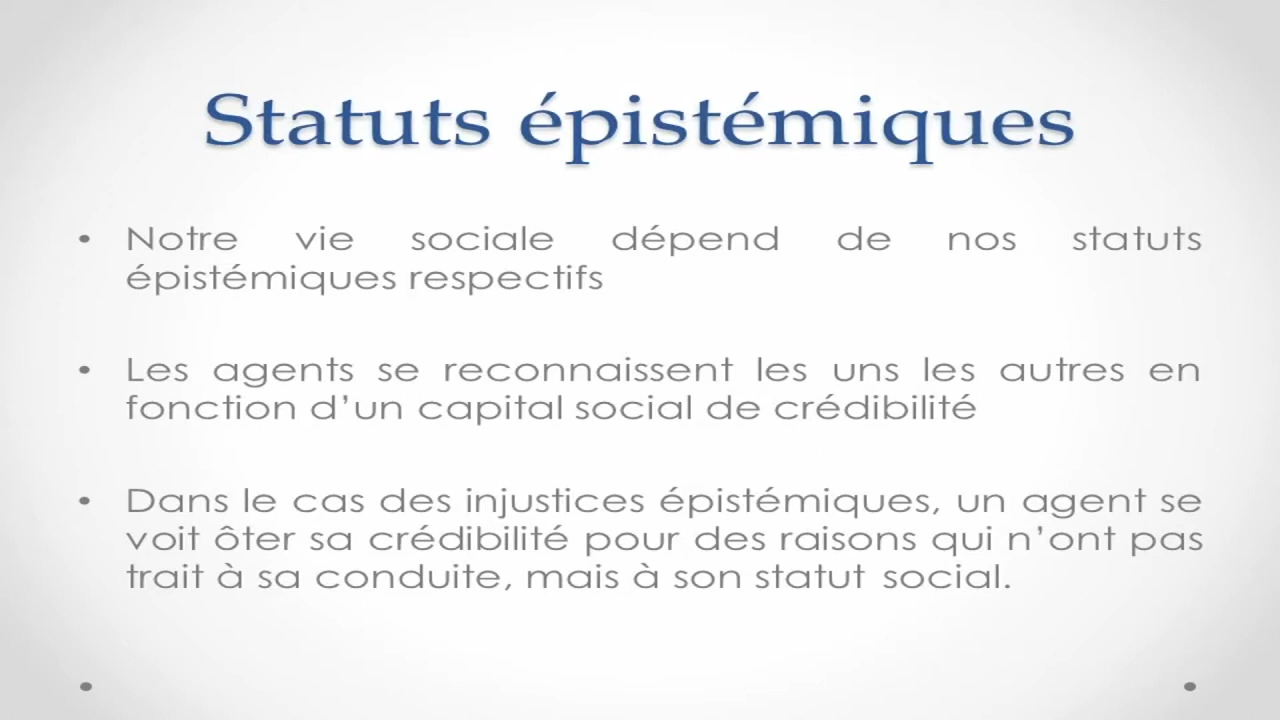 Statuts épistémiques
• Notre vie sociale dépend de nos statuts
épistémiques respectifs
• Les agents se reconnaissent les uns les autres en
fonction d’un capital social de crédibilité
• Dans le cas des injustices épistémiques, un agent se
voit ôter sa crédibilité pour des raisons qui n’ont pas
trait à sa conduite, mais à son statut social.